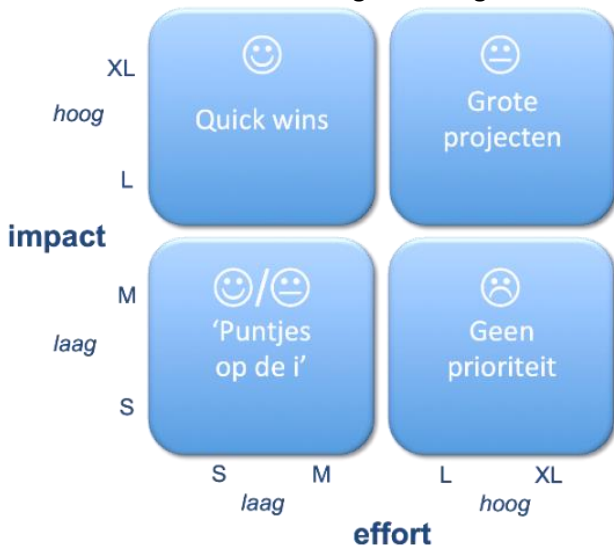 XL
hoog
L
Quick wins
Grote
projecten
impact
M
laag
S
/
'Puntjes
op de i'
Geen
prioriteit
S M L XL
laag hoog
effort